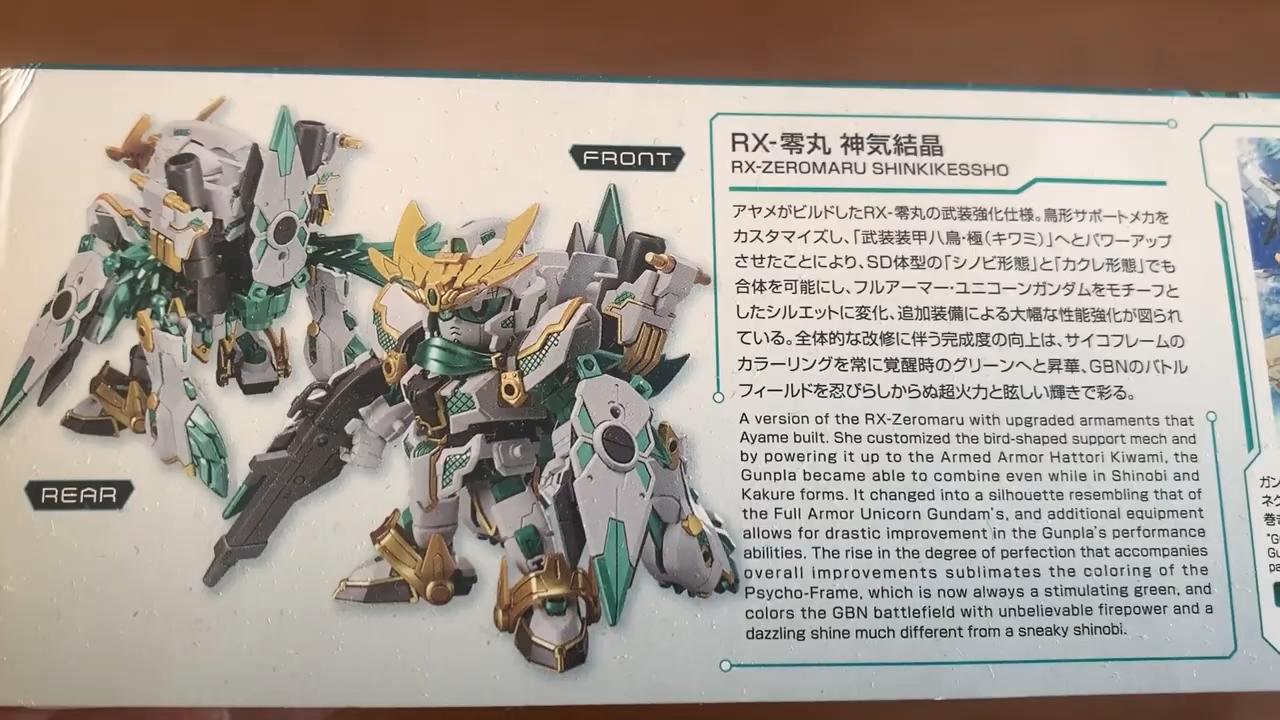 FRONT
REAR
RX-零丸 神気結晶
RX-ZEROMARU SHINKIKESSHO
アヤメがビルドしたRX-零丸の武装強化仕様。鳥形サポートメカを
カスタマイズし、「武装装甲八鳥・極(キワミ)」へとパワーアップ
させたことにより、SD体型の「シノビ形態」と「カクレ形態」でも
合体を可能にし、フルアーマー・ユニコーンガンダムをモチーフと
したシルエットに変化、追加装備による大幅な性能強化が図られ
ている。全体的な改修に伴う完成度の向上は、サイコフレームの
カラーリングを常に覚醒時のグリーンへと昇華、GBNのバトル
フィールドを忍びらしからぬ超火力と眩しい輝きで彩る。
A version of the RX-Zeromaru with upgraded armaments that
Ayame built. She customized the bird-shaped support mech and
by powering it up to the Armed Armor Hattori Kiwami, the
Gunpla became able to combine even while in Shinobi and
Kakure forms. It changed into a silhouette resembling that of
the Full Armor Unicorn Gundam's, and additional equipment
allows for drastic improvement in the Gunpla's performance
abilities. The rise in the degree of perfection that accompanies
overall improvements sublimates the coloring of the
Psycho-Frame, which is now always a stimulating green, and
colors the GBN battlefield with unbelievable firepower and a
dazzling shine much different from a sneaky shinobi.
ガン
ネク